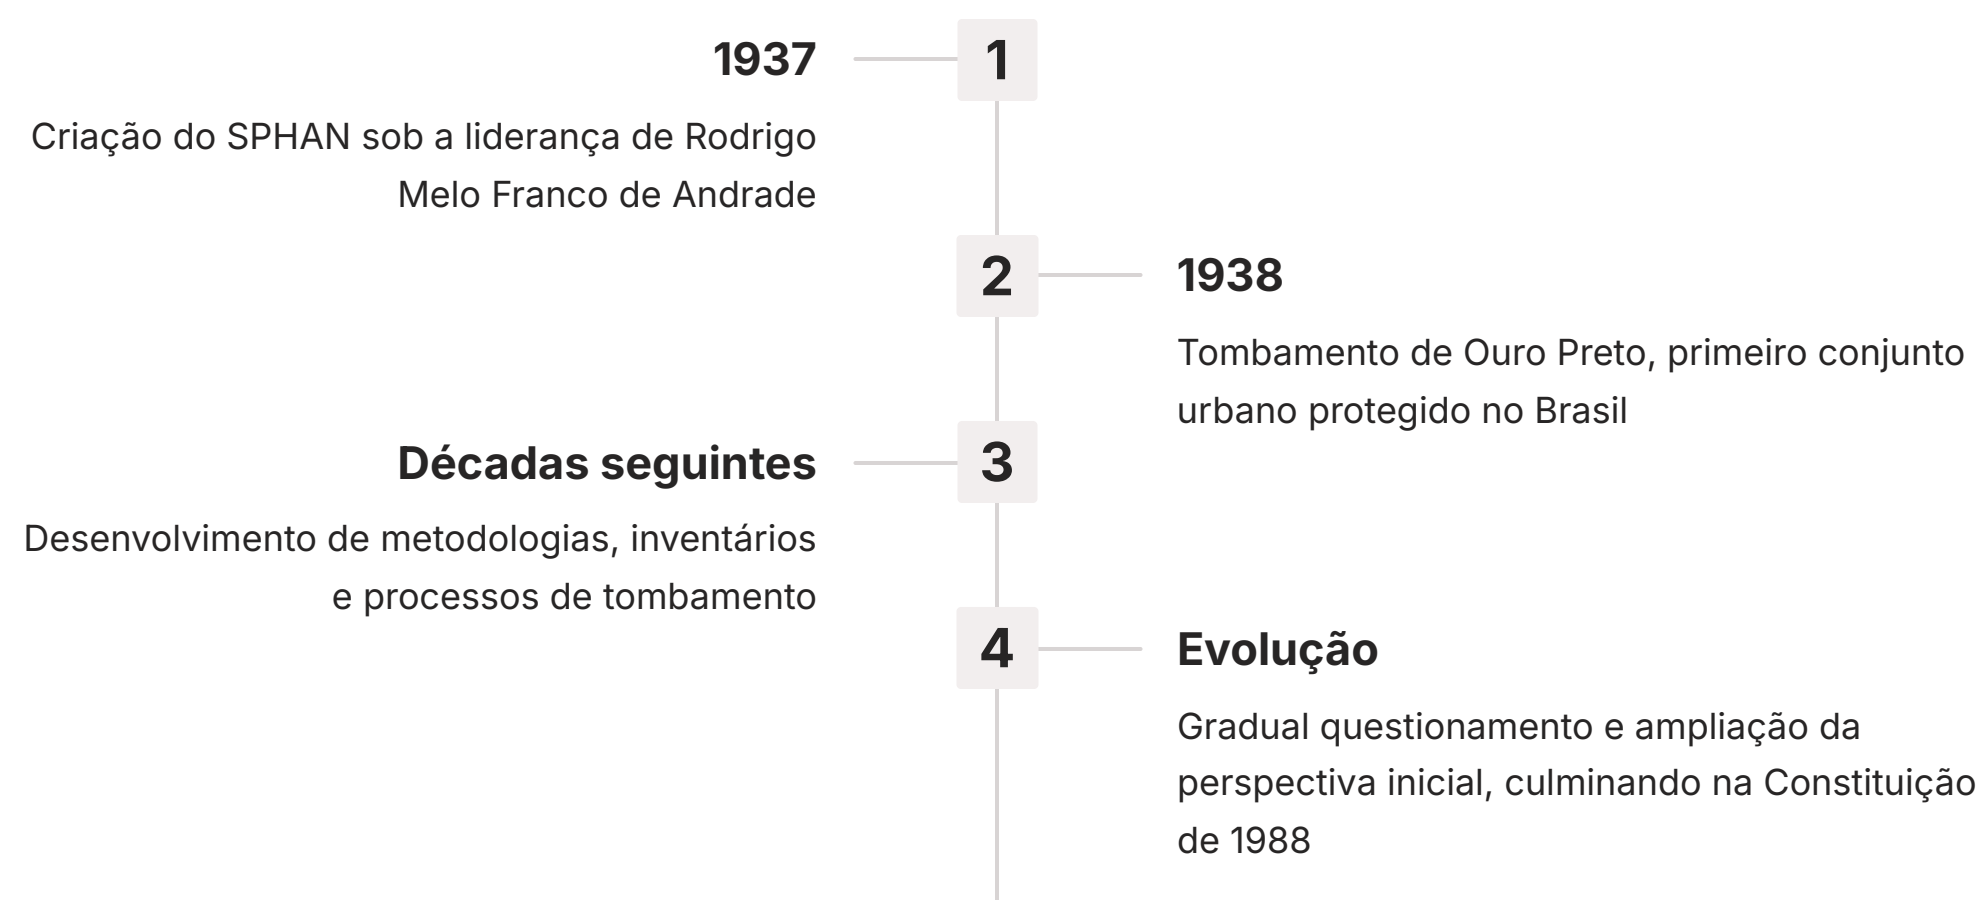 1937
1
Criação do SPHAN sob a liderança de Rodrigo
Melo Franco de Andrade
2
1938
Tombamento de Ouro Preto, primeiro conjunto
urbano protegido no Brasil
Décadas seguintes
3
Desenvolvimento de metodologias, inventários
e processos de tombamento
4
Evolução
Gradual questionamento e ampliação da
perspectiva inicial, culminando na Constituição
de 1988